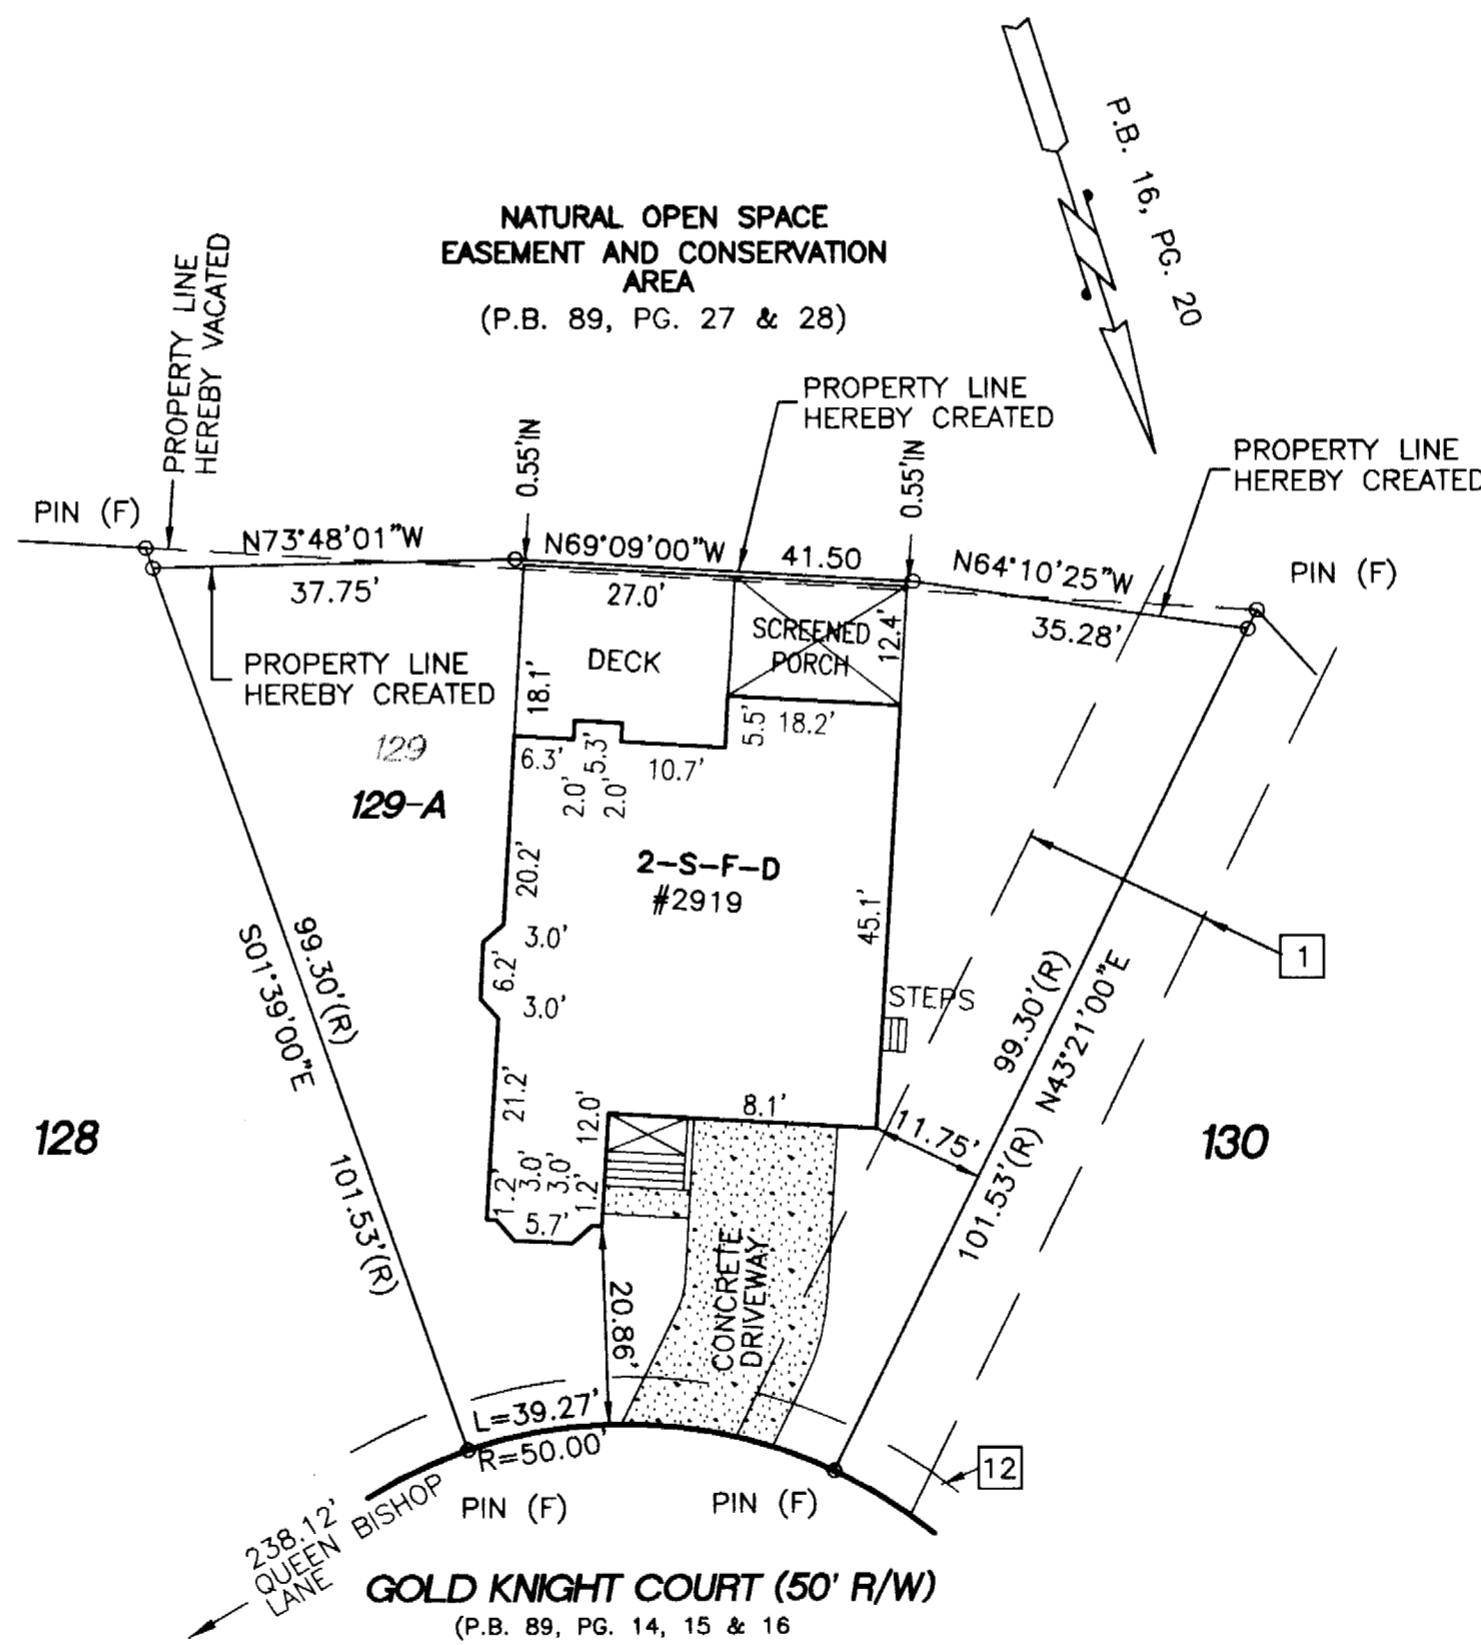 P.B. 16, PG. 20
NATURAL OPEN SPACE
EASEMENT AND CONSERVATION
AREA
(P.B. 89, PG. 27 & 28)
PROPERTY LINE
HEREBY VACATED
PROPERTY LINE
HEREBY CREATED
PROPERTY LINE
HEREBY CREATED
0.55'IN
0.55'IN
PIN (F)
N73°48'01"W
N69°09'00"W
41.50
N64°10'25"W
PIN (F)
37.75'
27.0'
35.28'
PROPERTY LINE
HEREBY CREATED
DECK
SCREENED
PORCH
12.4'
18.1'
5.5'
18.2'
129
129-A
6.3'
5.3'
10.7'
2.0'
2.0'
2-S-F-D
#2919
20.2'
45.1'
3.0'
6.2'
3.0'
99.30'(R)
S01°39'00"E
1
STEPS
99.30'(R)
N43°21'00"E
128
21.2'
12.0'
8.1'
11.75'
130
101.53'(R)
101.53'(R)
1.2'
3.0'
3.0'
1.2'
5.7'
20.86'
CONCRETE
DRIVEWAY
L=39.27'
R=50.00'
12
PIN (F)
PIN (F)
238.12'
QUEEN BISHOP
LANE
GOLD KNIGHT COURT (50' R/W)
(P.B. 89, PG. 14, 15 & 16